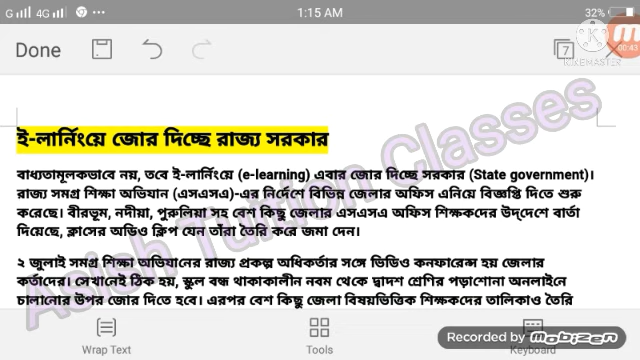 G 4G 1:15 AM 32%
KINEMASTER
00:43
Done 7
ই-লার্নিংয়ে জোর দিচ্ছে রাজ্য সরকার
বাধ্যতামূলকভাবে নয়, তবে ই-লার্নিংয়ে (e-learning) এবার জোর দিচ্ছে সরকার (State government)।
রাজ্য সমগ্র শিক্ষা অভিযান (এসএসএ)-এর নির্দেশে বিভিন্ন জেলার অফিস এনিয়ে বিজ্ঞপ্তি দিতে শুরু
করেছে। বীরভূম, নদীয়া, পুরুলিয়া সহ বেশ কিছু জেলার এসএসএ অফিস শিক্ষকদের উদ্দেশে বার্তা
দিয়েছে, ক্লাসের অডিও ক্লিপ যেন তাঁরা তৈরি করে জমা দেন।
২ জুলাই সমগ্র শিক্ষা অভিযানের রাজ্য প্রকল্প অধিকর্তার সঙ্গে ভিডিও কনফারেন্স হয় জেলার
কর্তাদের। সেখানেই ঠিক হয়, স্কুল বন্ধ থাকাকালীন নবম থেকে দ্বাদশ শ্রেণির পড়াশোনা অনলাইনে
চালানোর উপর জোর দিতে হবে। এরপর বেশ কিছু জেলা বিষয়ভিত্তিক শিক্ষকদের তালিকাও তৈরি
Asish Tuition Classes
Wrap Text Tools Keyboard
Recorded by Mobizen